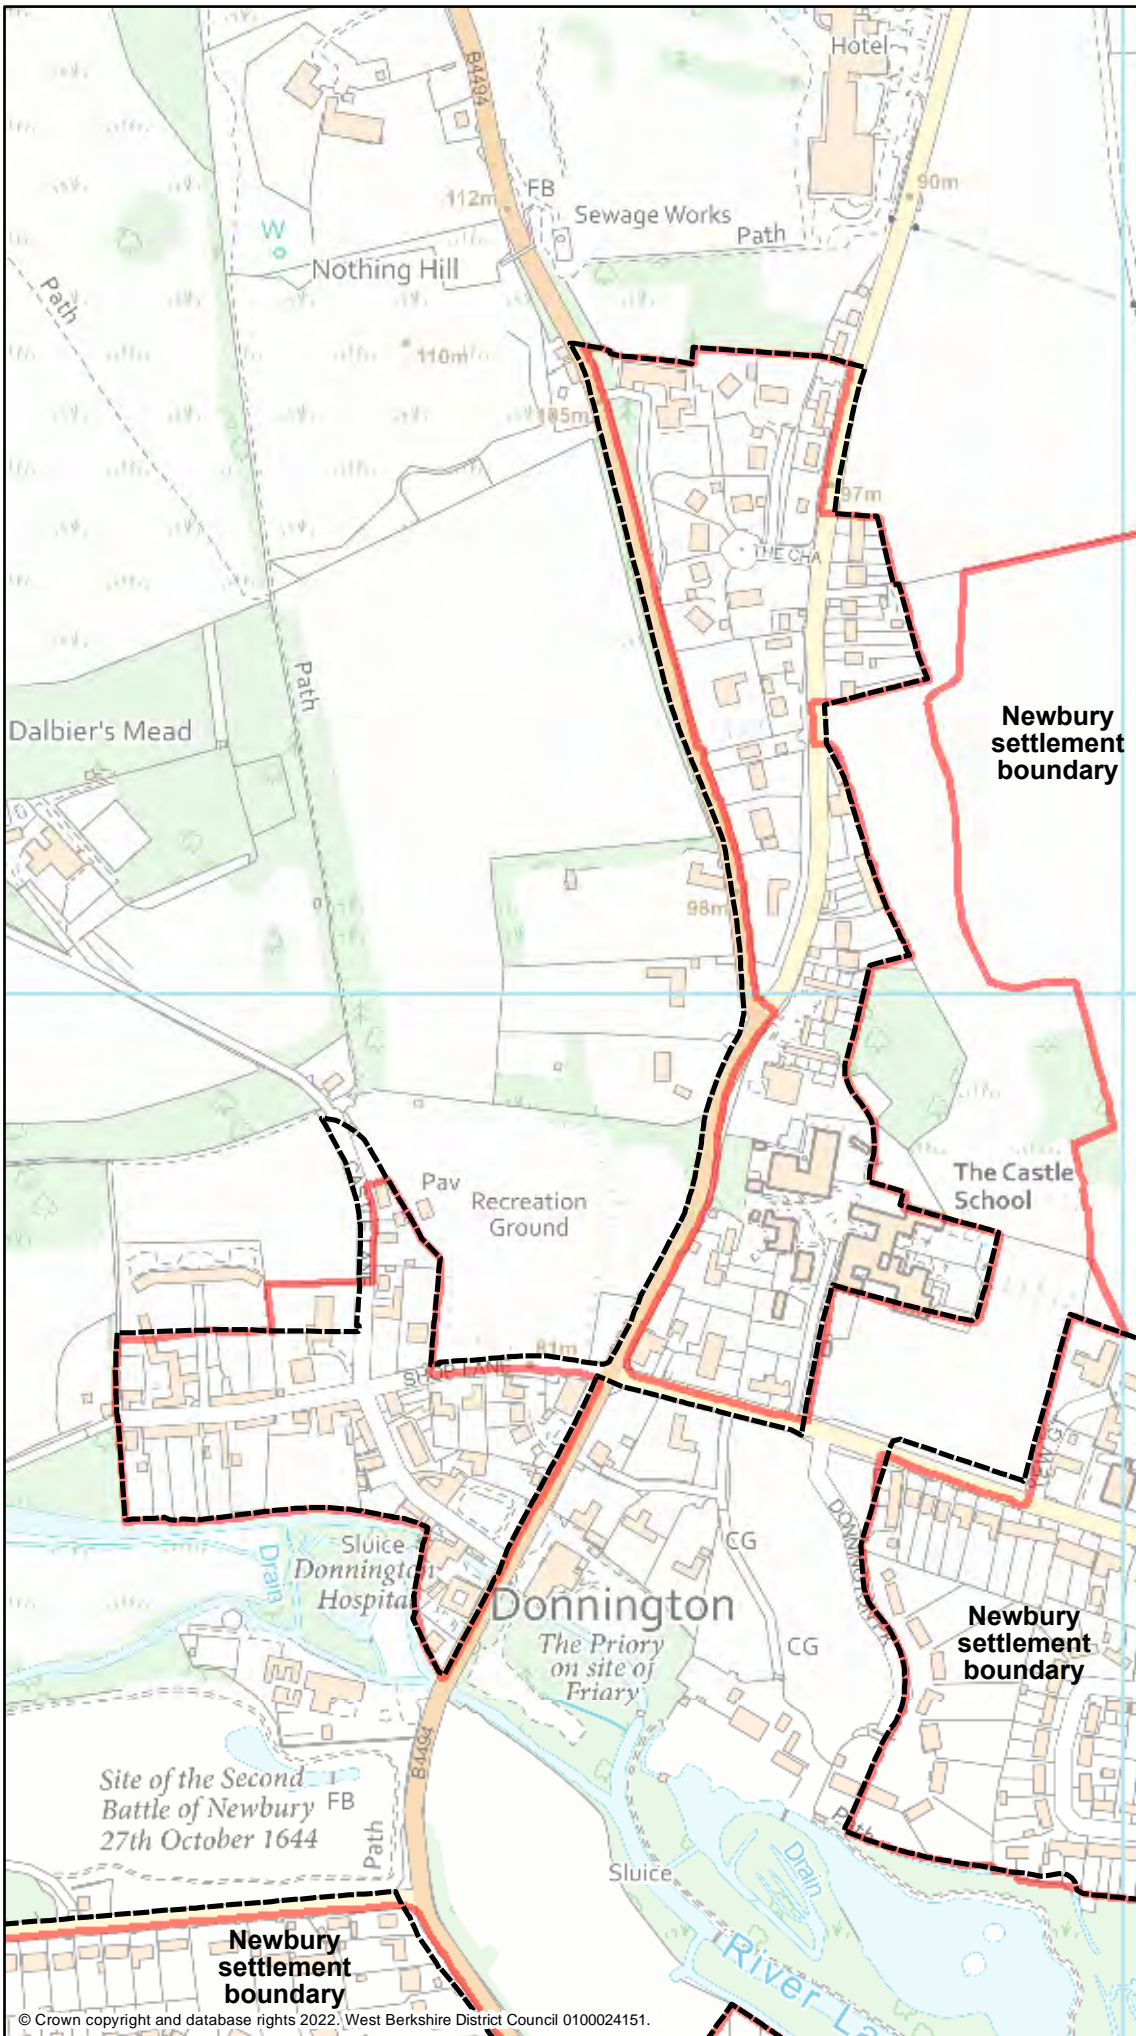 Hotel
B4494
90m
112m
FB
Sewage Works
Path
W
Nothing Hill
Path
110m
105m
97m
THE CHA
Path
Newbury
settlement
boundary
Dalbier's Mead
98m
The Castle
School
Pav
Recreation
Ground
81m
SHOP LANE
Sluice
Donnington
Hospital
Drain
CG
Donnington
The Priory
on site of
Friary
CG
Newbury
settlement
boundary
B4494
Site of the Second
Battle of Newbury
27th October 1644
FB
Path
Path
Drain
Sluice
Newbury
settlement
boundary
River La
© Crown copyright and database rights 2022. West Berkshire District Council 0100024151.